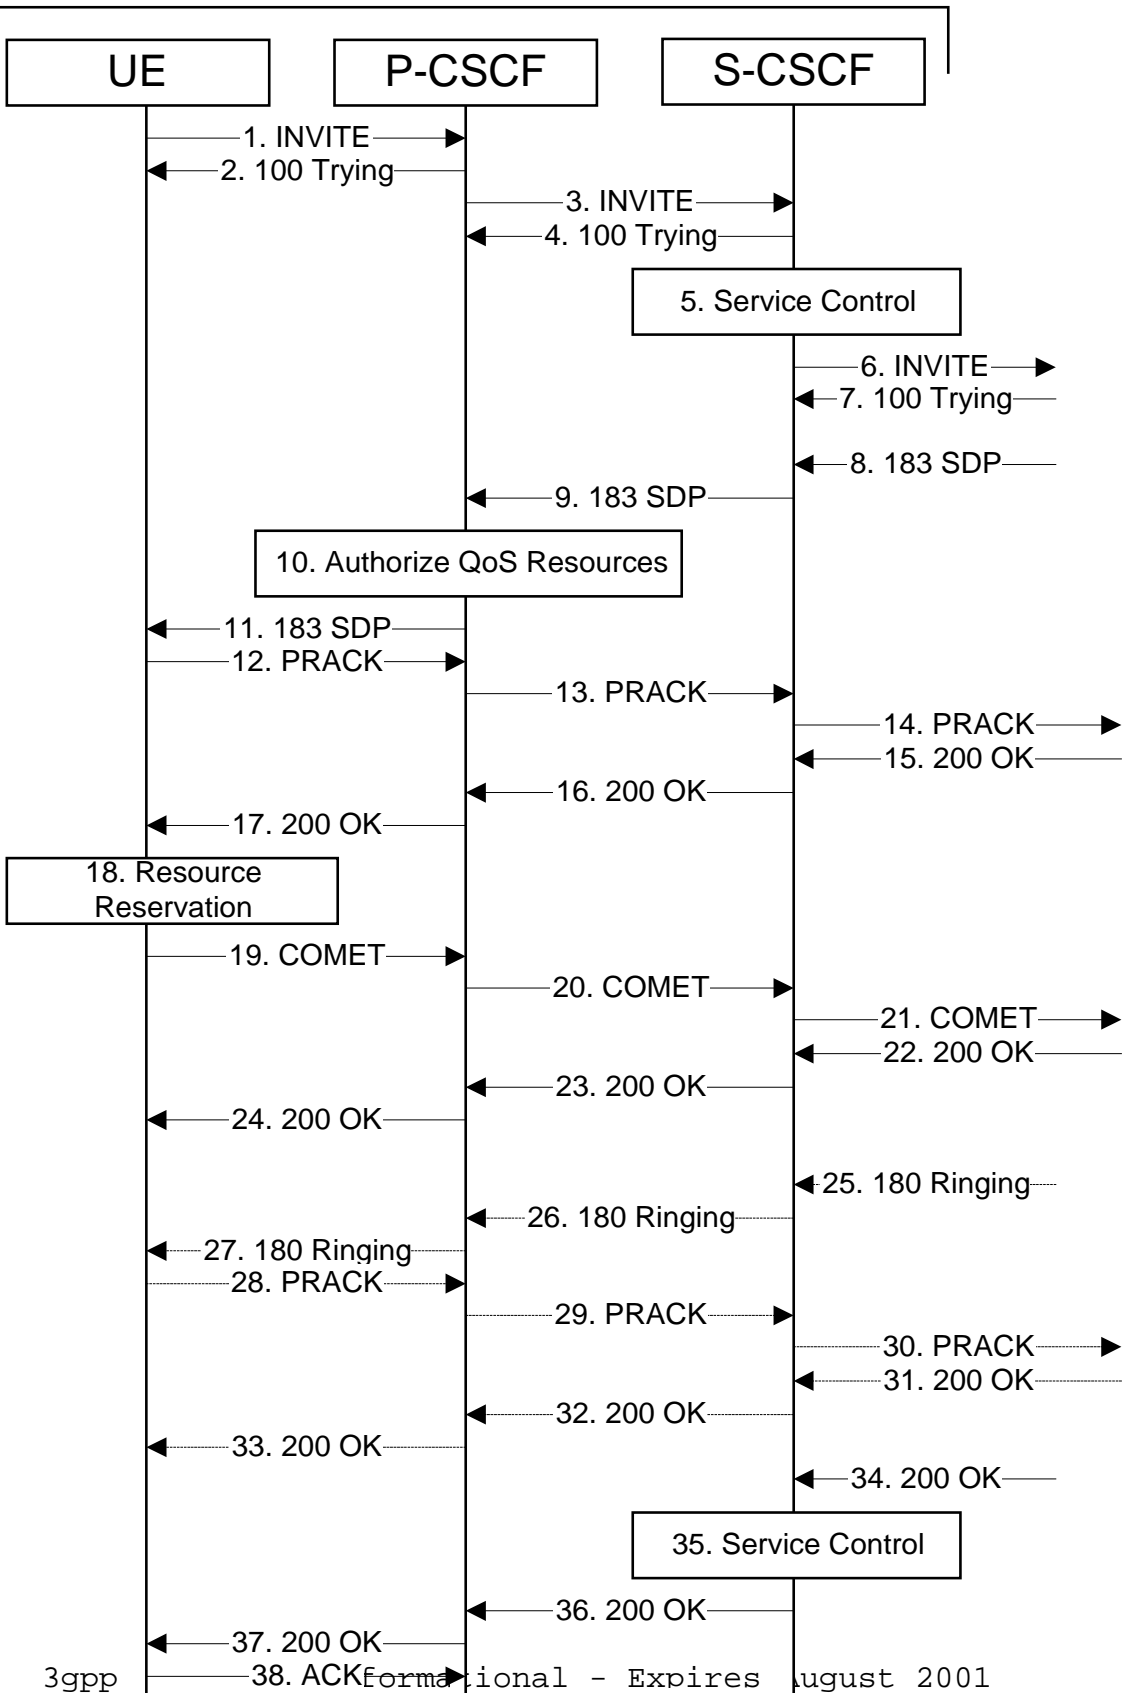 UE
P-CSCF
S-CSCF
1. INVITE
2. 100 Trying
3. INVITE
4. 100 Trying
5. Service Control
6. INVITE
7. 100 Trying
8. 183 SDP
9. 183 SDP
10. Authorize QoS Resources
11. 183 SDP
12. PRACK
13. PRACK
14. PRACK
15. 200 OK
16. 200 OK
17. 200 OK
18. Resource
Reservation
19. COMET
20. COMET
21. COMET
22. 200 OK
23. 200 OK
24. 200 OK
25. 180 Ringing
26. 180 Ringing
27. 180 Ringing
28. PRACK
29. PRACK
30. PRACK
31. 200 OK
32. 200 OK
33. 200 OK
34. 200 OK
35. Service Control
36. 200 OK
37. 200 OK
38. ACK
3gpp - Expires August 2001